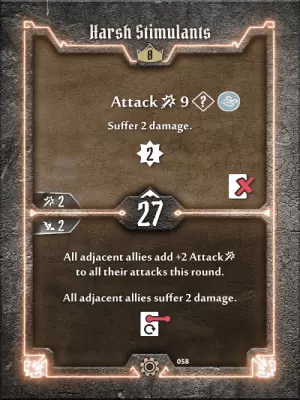 Harsh Stimulants
8
Attack 9 ?
Suffer 2 damage.
2
2
27
2
All adjacent allies add +2 Attack
to all their attacks this round.
All adjacent allies suffer 2 damage.
058